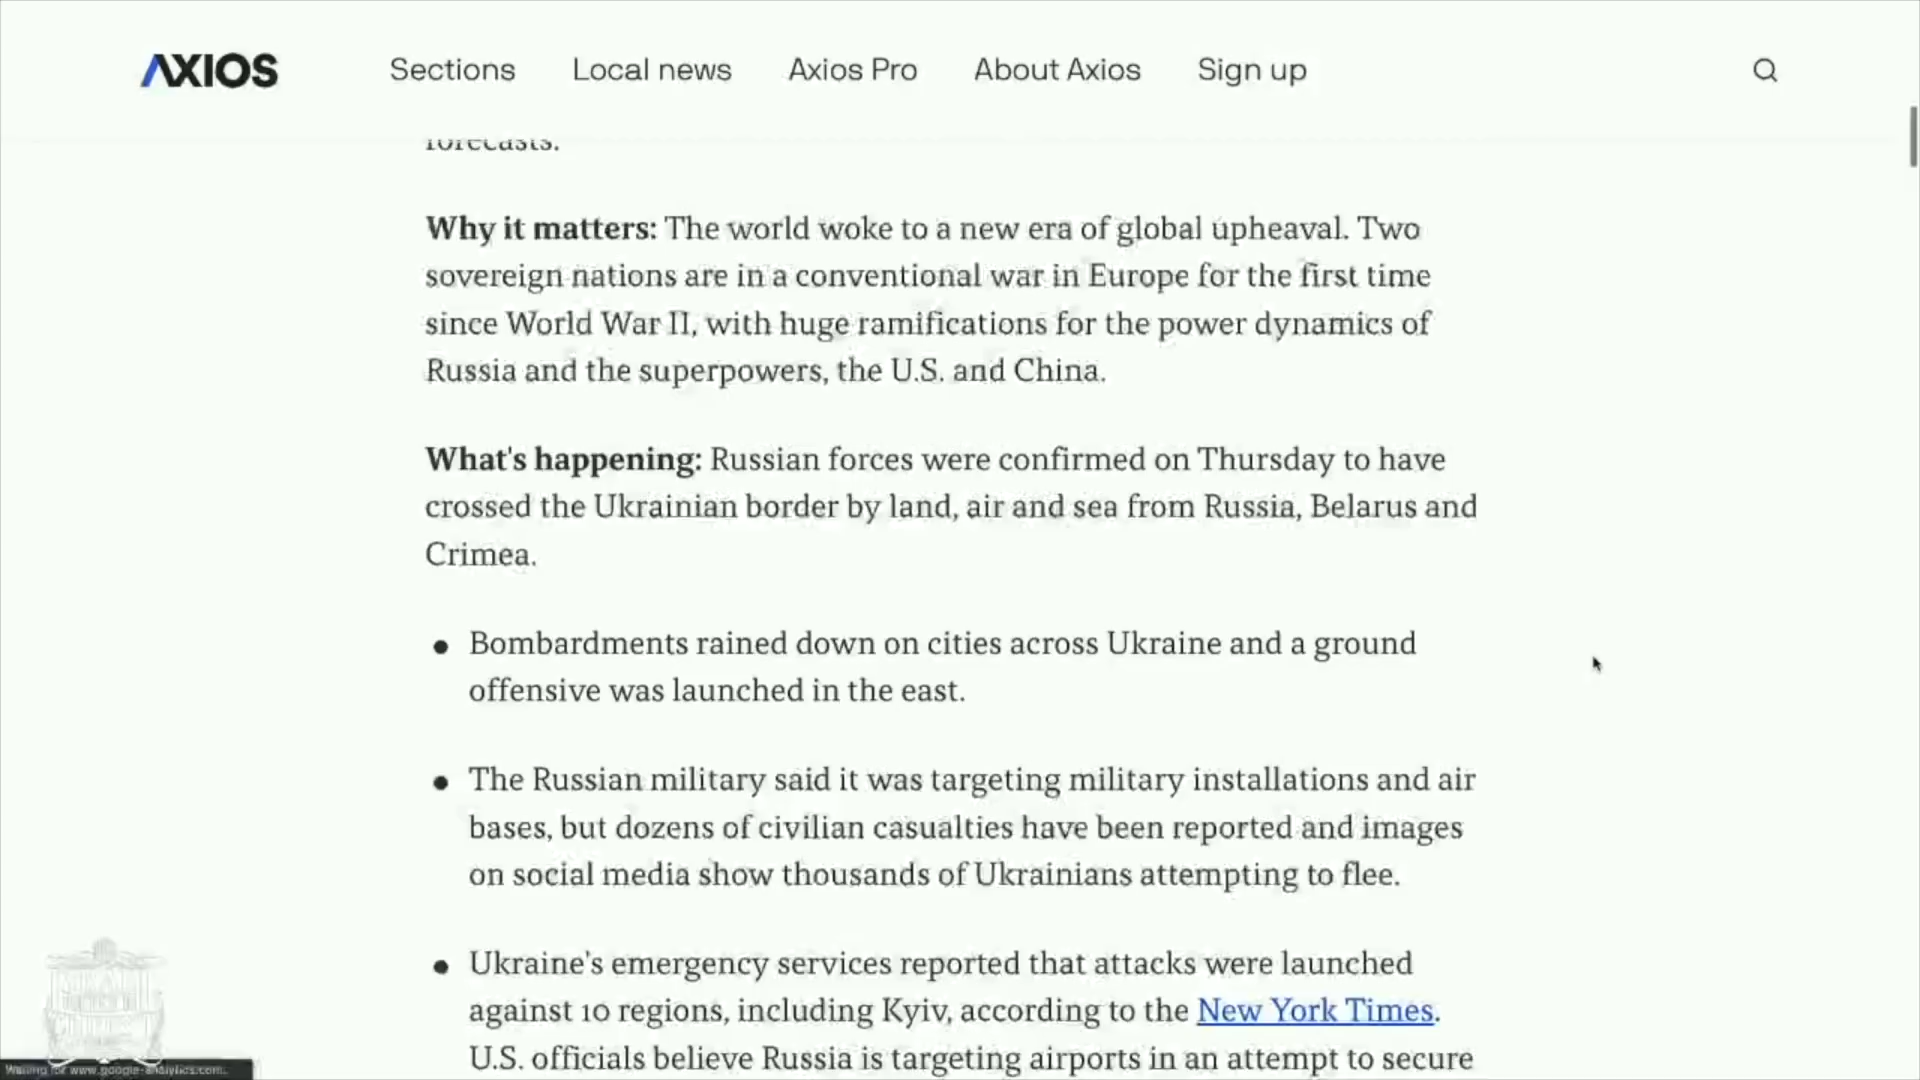 AXIOS
Sections
Local news
Axios Pro
About Axios
Sign up
forecasts.
Why it matters: The world woke to a new era of global upheaval. Two
sovereign nations are in a conventional war in Europe for the first time
since World War II, with huge ramifications for the power dynamics of
Russia and the superpowers, the U.S. and China.
What's happening: Russian forces were confirmed on Thursday to have
crossed the Ukrainian border by land, air and sea from Russia, Belarus and
Crimea.
Bombardments rained down on cities across Ukraine and a ground
offensive was launched in the east.
The Russian military said it was targeting military installations and air
bases, but dozens of civilian casualties have been reported and images
on social media show thousands of Ukrainians attempting to flee.
Ukraine's emergency services reported that attacks were launched
against 10 regions, including Kyiv, according to the New York Times.
U.S. officials believe Russia is targeting airports in an attempt to secure
Waiting for www.google-analytics.com...